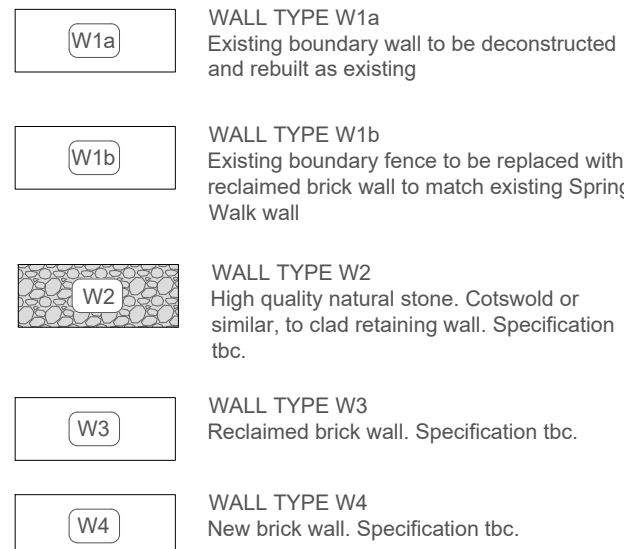 W1a
WALL TYPE W1a
Existing boundary wall to be deconstructed
and rebuilt as existing
W1b
WALL TYPE W1b
Existing boundary fence to be replaced with
reclaimed brick wall to match existing Spring
Walk wall
W2
WALL TYPE W2
High quality natural stone. Cotswold or
similar, to clad retaining wall. Specification
tbc.
W3
WALL TYPE W3
Reclaimed brick wall. Specification tbc.
W4
WALL TYPE W4
New brick wall. Specification tbc.